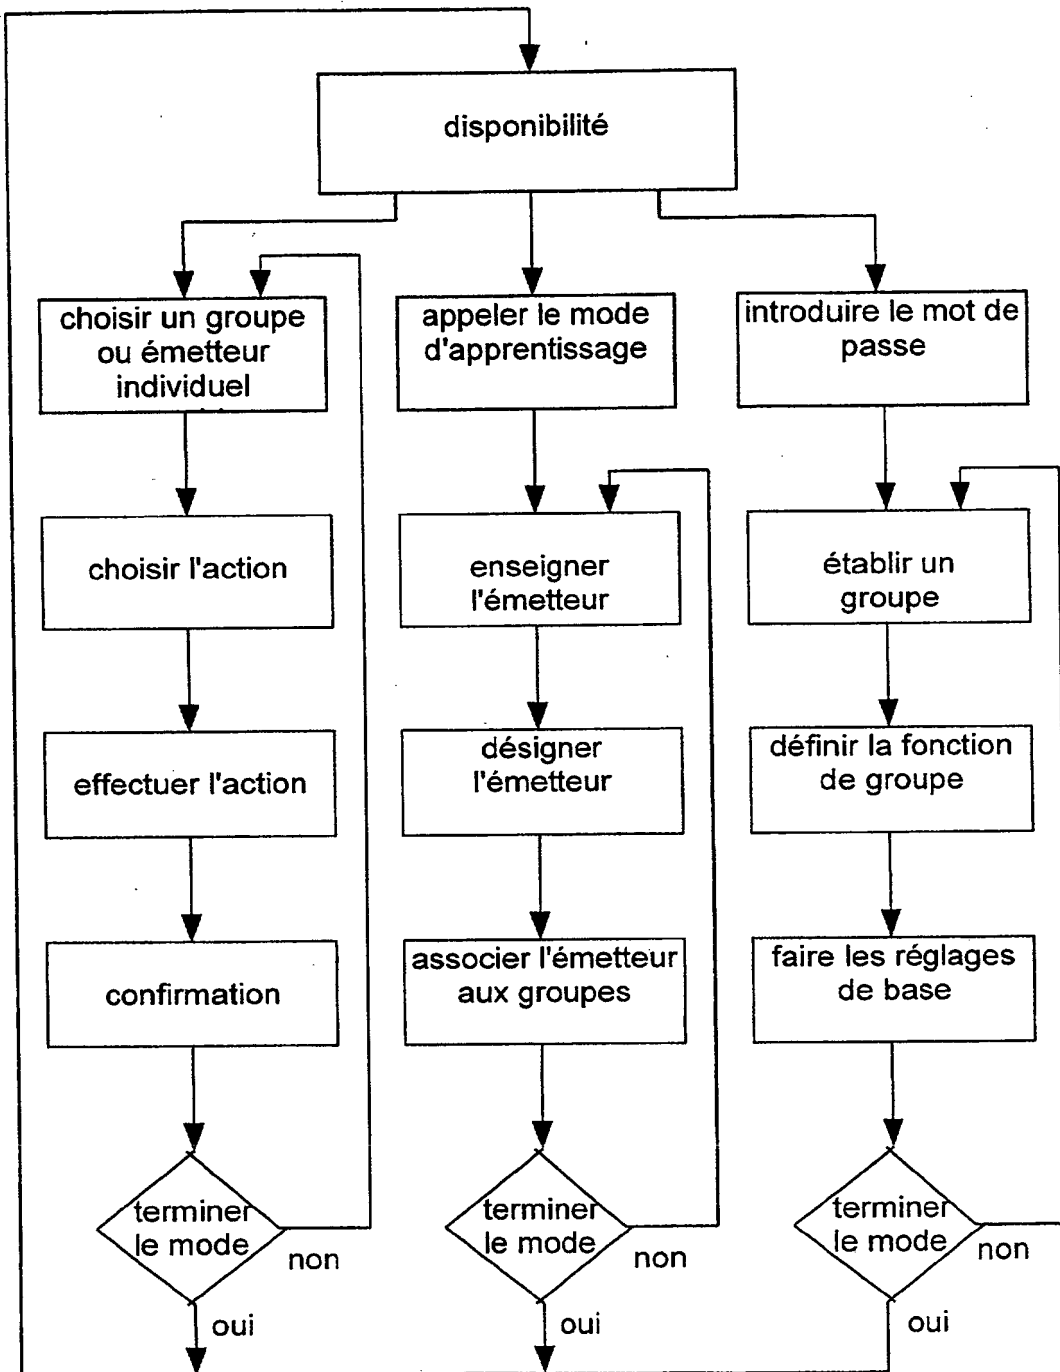 disponibilité
choisir un groupe
ou émetteur
individuel
choisir l'action
effectuer l'action
confirmation
terminer
le mode
non
oui
appeler le mode
d'apprentissage
enseigner
l'émetteur
désigner
l'émetteur
associer l'émetteur
aux groupes
terminer
le mode
non
oui
introduire le mot de
passe
établir un
groupe
définir la fonction
de groupe
faire les réglages
de base
terminer
le mode
non
oui